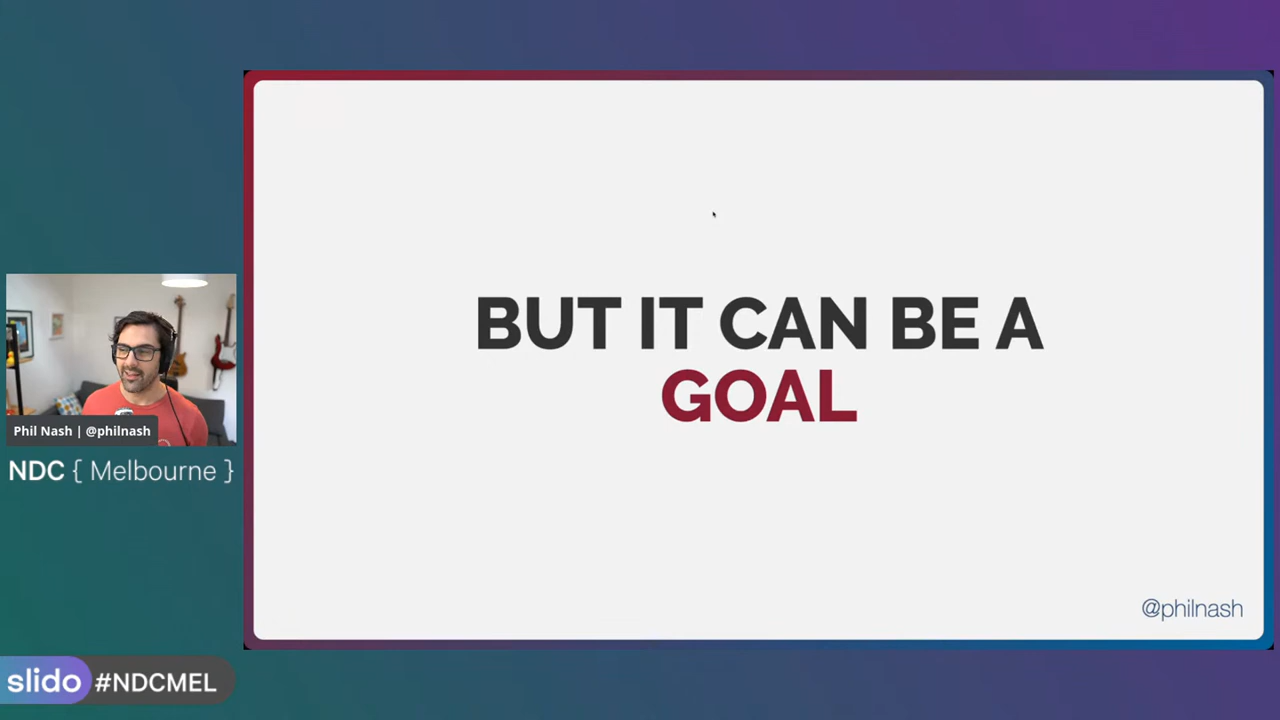 BUT IT CAN BE A
GOAL
@philnash
Phil Nash | @philnash
NDC { Melbourne }
slido #NDCMEL